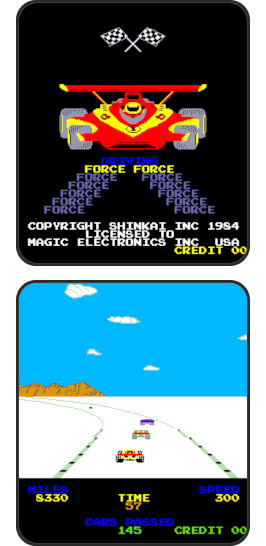 DRIVING
FORCE FORCE
FORCE FORCE
FORCE FORCE
FORCE FORCE
FORCE FORCE
FORCE FORCE
COPYRIGHT SHINKAI INC 1984
LICENSED TO
MAGIC ELECTRONICS INC USA
CREDIT 00
MILES SPEED
8330 TIME 300
57
CARS PASSED
145 CREDIT 00